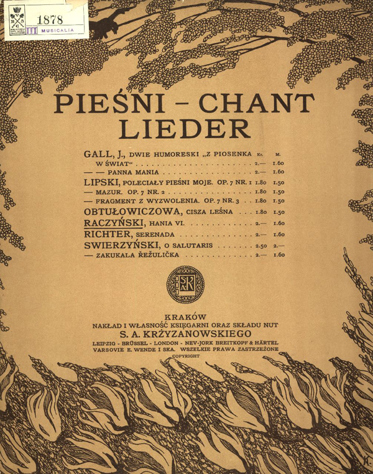 1878
III MUSICALIA
PIEŚNI – CHANT
LIEDER
GALL, J., DWIE HUMORESKI „Z PIOSENKĄ K. M.
W ŚWIAT“ 2.— 1.60
— — PANNA MANIA 2.— 1.60
LIPSKI, POLECIAŁY PIEŚNI MOJE. OP. 7 NR. 1 1.80 1.50
— MAZUR. OP. 7 NR. 2 1.80 1.50
— FRAGMENT Z WYZWOLENIA. OP. 7 NR. 3 1.80 1.50
OBTUŁOWICZOWA, CISZA LEŚNA 1.80 1.50
RACZYŃSKI, HANIA VI. 2.— 1.60
RICHTER, SERENADA 2.— 1.60
SWIERZYŃSKI, O SALUTARIS 2.50 2.—
— ZAKUKAŁA RZEŻULICZKA 2.— 1.60
KRAKÓW
NAKŁAD I WŁASNOŚĆ KSIĘGARNI ORAZ SKŁADU NUT
S. A. KRZYŻANOWSKIEGO
LEIPZIG – BRÜSSEL – LONDON – NEV-JORK BREITKOPF & HÄRTEL
VARSOVIE E. WENDE I SKA. WSZELKIE PRAWA ZASTRZEŻONE
COPYRIGHT